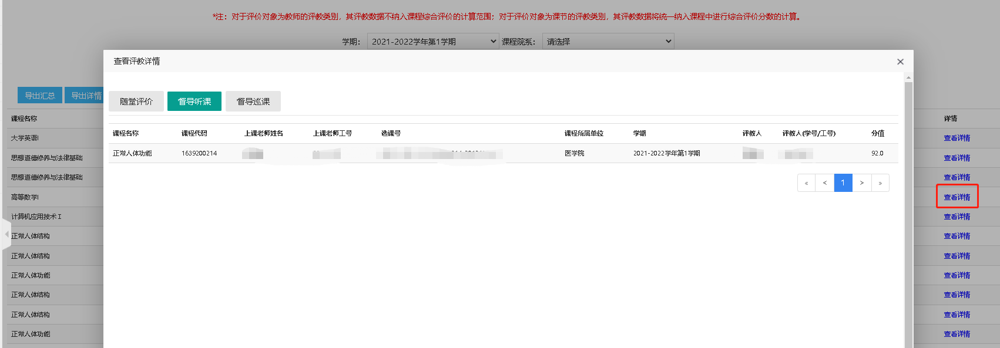 *注：对于评价对象为教师的评教类别，其评教数据不纳入课程综合评价的计算范围；对于评价对象为课节的评教类别，其评教数据将统一纳入课程中进行综合评价分数的计算。
学期： 2021-2022学年第1学期 课程院系： 请选择
查看评教详情 ×
导出汇总 导出详情
随堂评价 督导听课 督导巡课
课程名称 详情
课程名称 课程代码 上课老师姓名 上课老师工号 选课号 课程所属单位 学期 评教人 评教人(学号/工号) 分值
大学英语I 查看详情
正常人体功能 1639200214 医学院 2021-2022学年第1学期 92.0
思想道德修养与法律基础 查看详情
思想道德修养与法律基础 查看详情
« < 1 > »
高等数学I 查看详情
计算机应用技术 I 查看详情
正常人体结构 查看详情
正常人体结构 查看详情
正常人体功能 查看详情
正常人体结构 查看详情
正常人体结构 查看详情
正常人体功能 查看详情